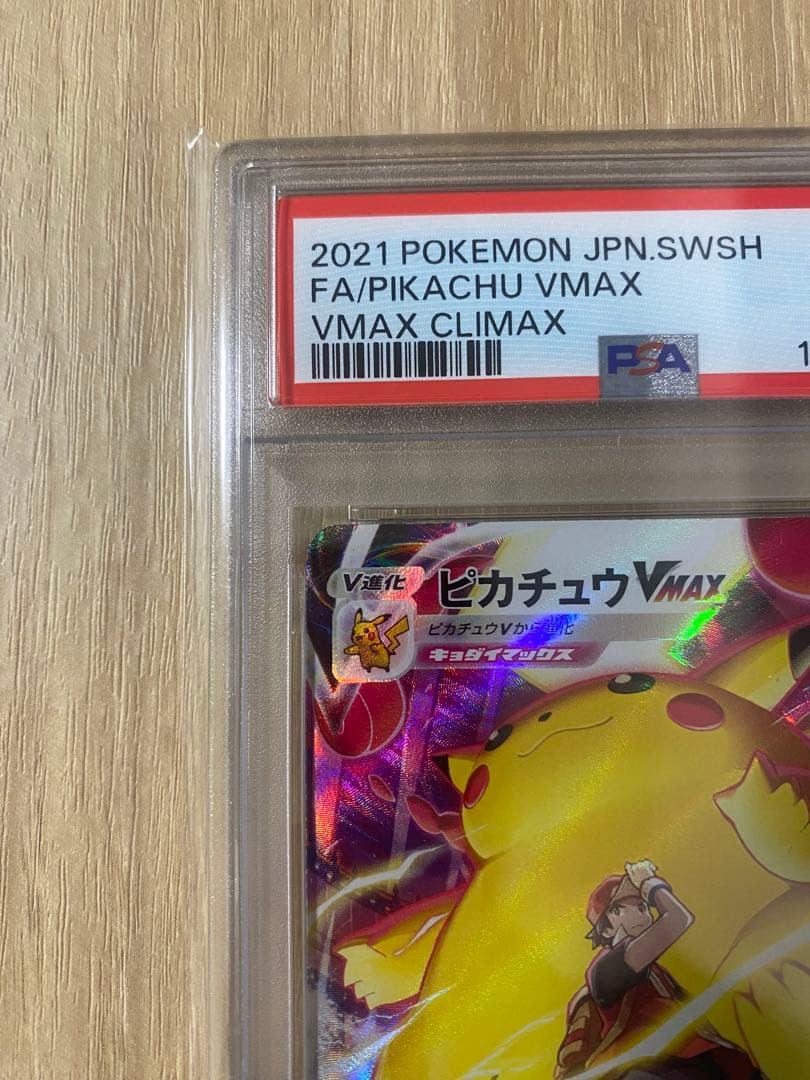 2021 POKEMON JPN.SWSH
FA/PIKACHU VMAX
VMAX CLIMAX
PSA
1
V進化
ピカチュウVMAX
ピカチュウVから進化
キョダイマックス